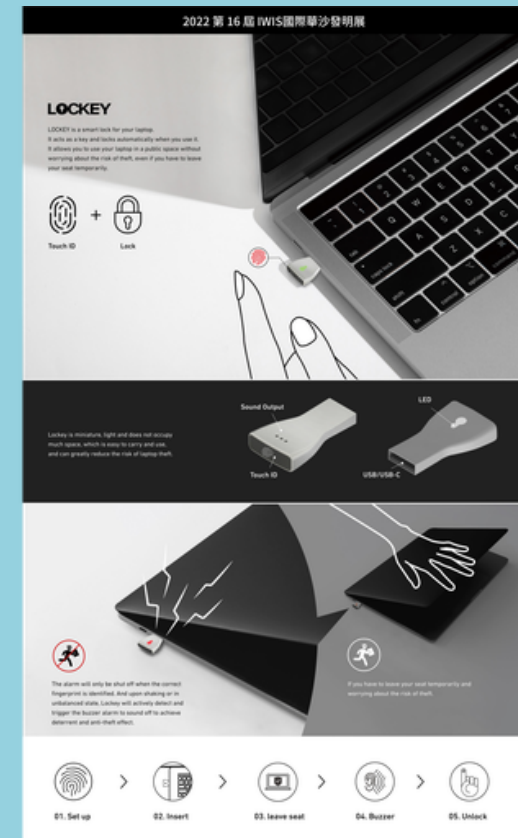 2022 第 16 屆 IWIS國際華沙發明展
LOCKEY
LOCKEY is a smart lock for your laptop.
It acts as a key and locks automatically when you use it.
It allows you to use your laptop in a public space without
worrying about the risk of theft, even if you have to leave
your seat temporarily.
+
Touch ID
Lock
Sound Output
LED
Lockey is miniature, light and does not occupy
much space, which is easy to carry and use,
and can greatly reduce the risk of laptop theft.
Touch ID
USB/USB-C
The alarm will only be shut off when the correct
fingerprint is identified. And upon shaking or in
unbalanced state, Lockey will actively detect and
trigger the buzzer alarm to sound off to achieve
deterrent and anti-theft effect.
If you have to leave your seat temporarily and
worrying about the risk of theft.
01. Set up
02. Insert
03. leave seat
04. Buzzer
05. Unlock